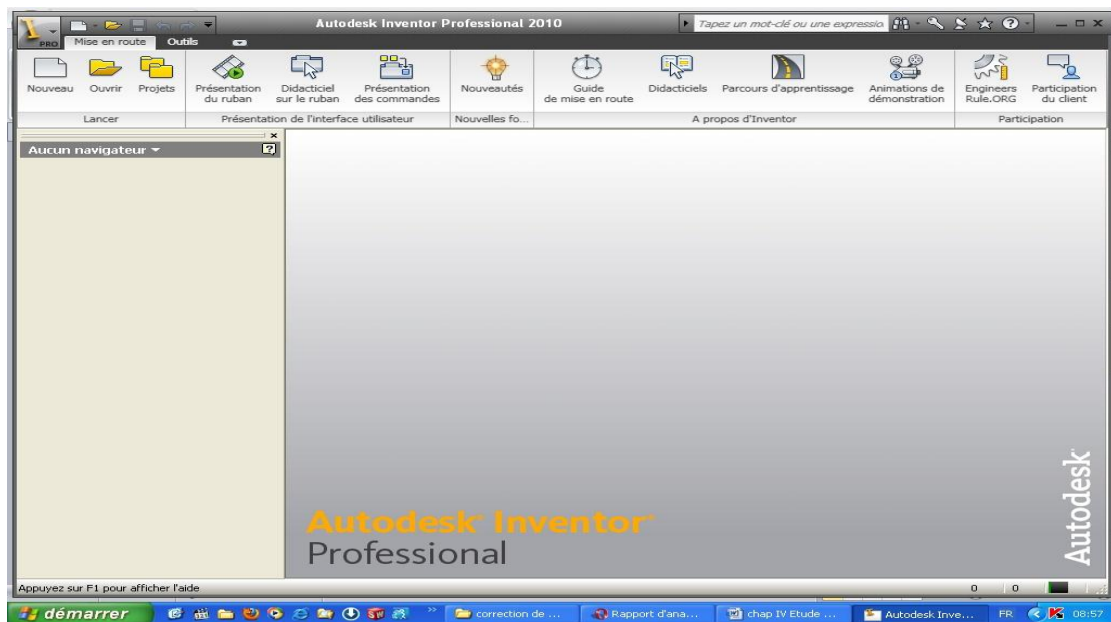 Autodesk Inventor Professional 2010
Tapez un mot-clé ou une expressio
PRO
Mise en route Outils
Nouveau Ouvrir Projets
Présentation du ruban
Didacticiel sur le ruban
Présentation des commandes
Nouveautés
Guide de mise en route
Didacticiels
Parcours d'apprentissage
Animations de démonstration
Engineers Rule.ORG
Participation du client
Lancer
Présentation de l'interface utilisateur
Nouvelles fo...
A propos d'Inventor
Participation
Aucun navigateur
Autodesk Inventor
Professional
Autodesk
Appuyez sur F1 pour afficher l'aide
0 0
démarrer
correction de ...
Rapport d'ana...
chap IV Etude ...
Autodesk Inve...
FR
08:57